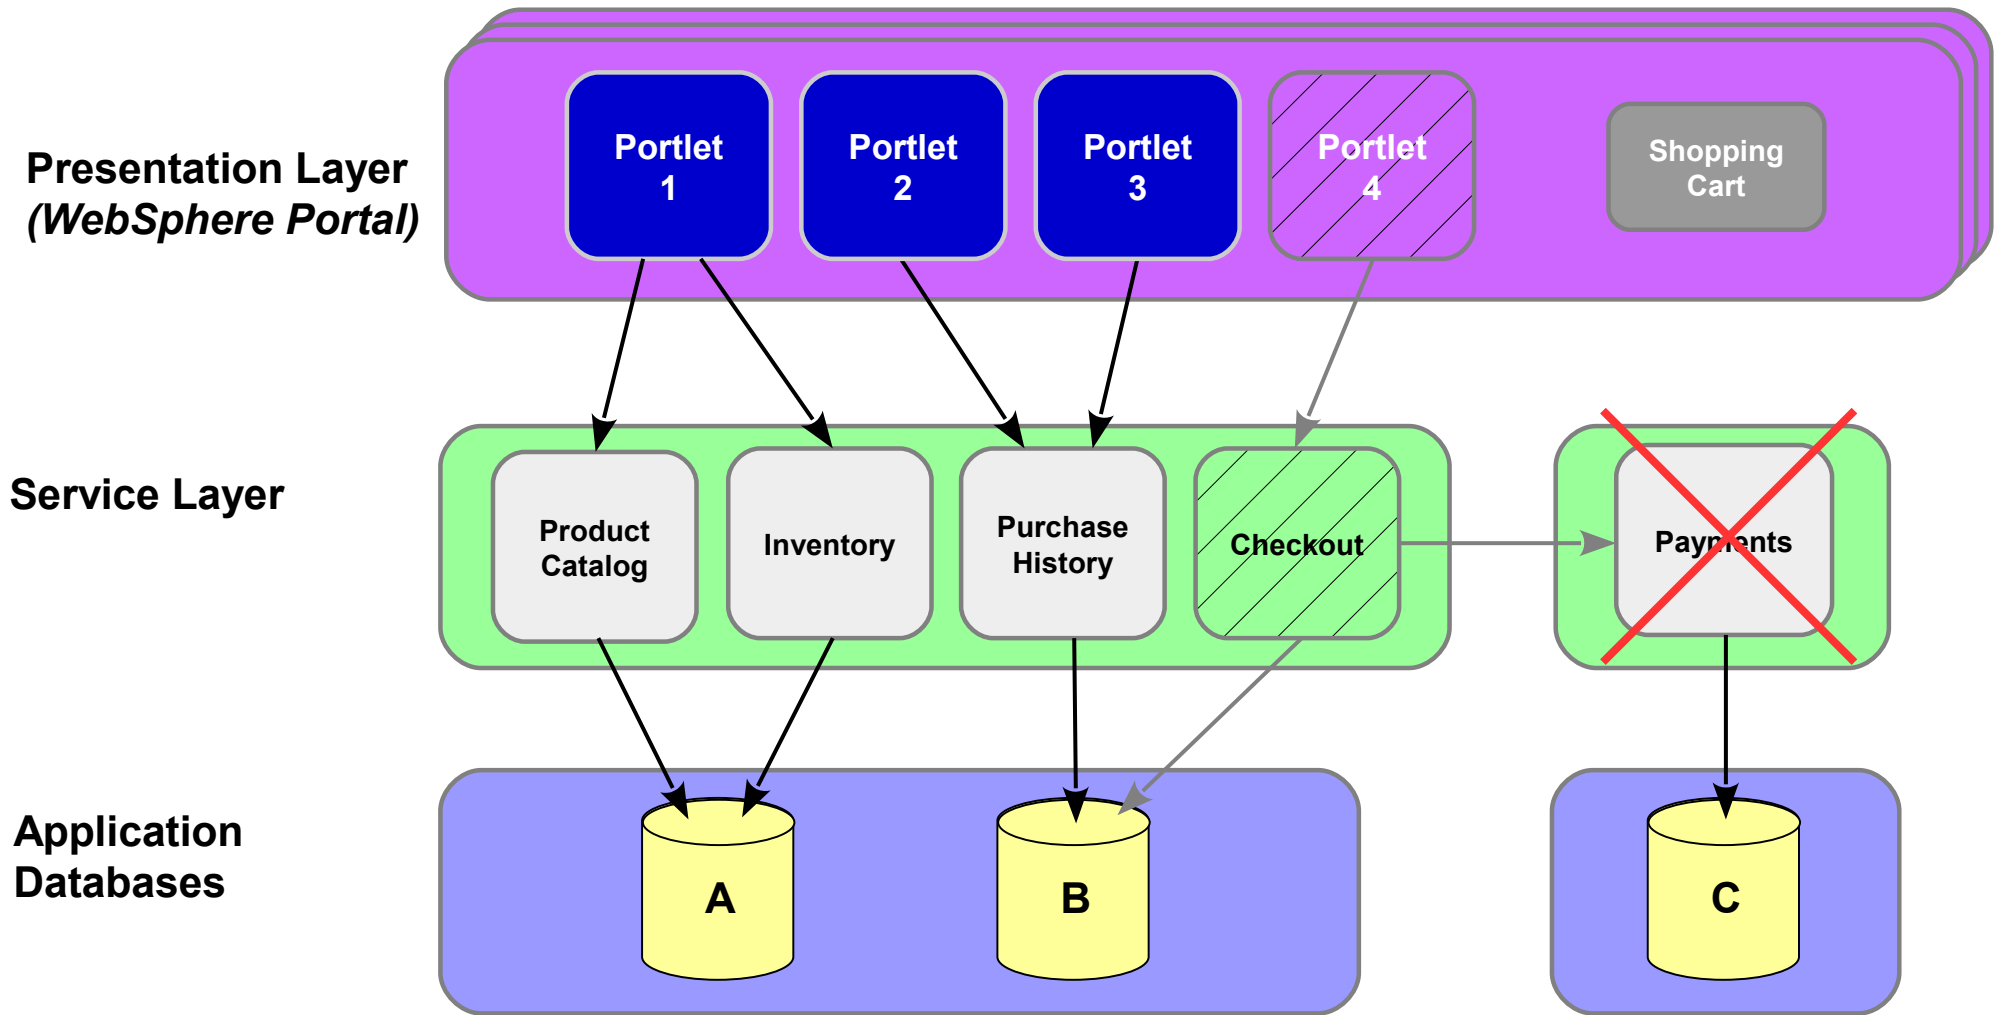 Presentation Layer
(WebSphere Portal)
Portlet
1
Portlet
2
Portlet
3
Portlet
4
Shopping
Cart
Service Layer
Product
Catalog
Inventory
Purchase
History
Checkout
Payments
Application
Databases
A
B
C